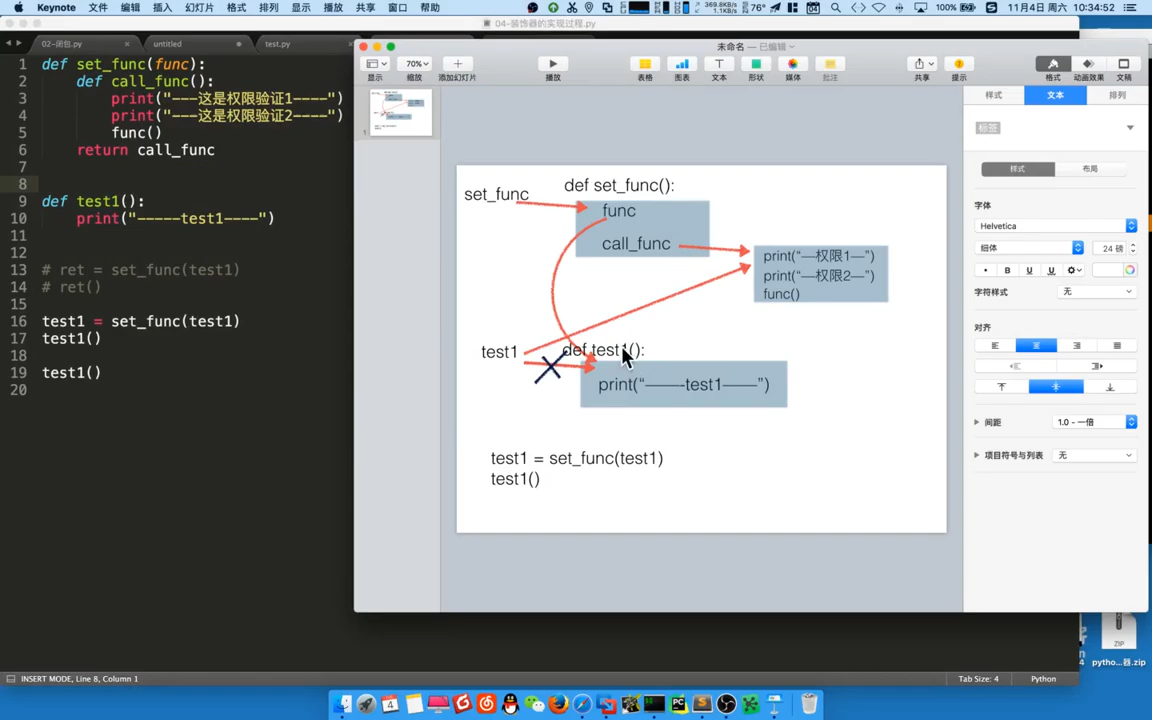 Keynote 文件 编辑 插入 幻灯片 格式 排列 显示 播放 共享 窗口 帮助
76° 100% 11月4日 周六 10:34:52
04-装饰器的实现过程.py
02-闭包.py
untitled
test.py
1 def set_func(func):
2 def call_func():
3 print("---这是权限验证1----")
4 print("---这是权限验证2----")
5 func()
6 return call_func
7
8
9 def test1():
10 print("-----test1----")
11
12
13 # ret = set_func(test1)
14 # ret()
15
16 test1 = set_func(test1)
17 test1()
18
19 test1()
20
INSERT MODE, Line 8, Column 1
Tab Size: 4
Python
未命名 — 已编辑
70%
显示 缩放 添加幻灯片 播放 表格 图表 文本 形状 媒体 批注 共享 提示 格式 动画效果 文稿
1
set_func
def set_func():
func
call_func
print(“—权限1—”)
print(“—权限2—”)
func()
test1
def test1():
print(“——-test1——”)
test1 = set_func(test1)
test1()
样式 文本 排列
标签
样式 布局
字体
Helvetica
细体 24 磅
B U U
字符样式 无
对齐
间距 1.0 - 一倍
项目符号与列表 无
ZIP
pytho...器.zip